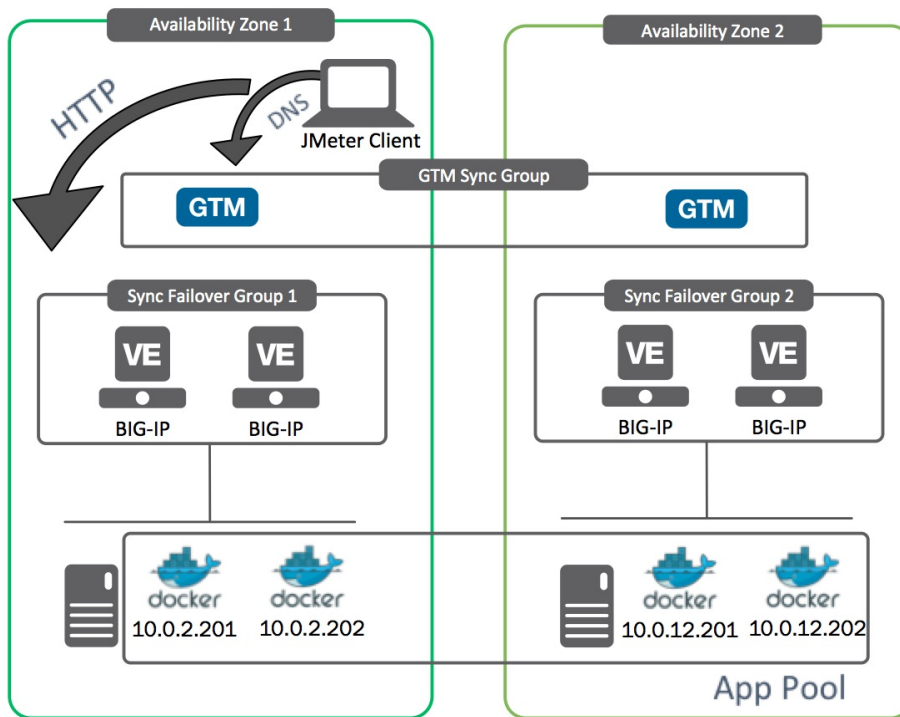 Availability Zone 1
Availability Zone 2
HTTP
DNS
JMeter Client
GTM Sync Group
GTM
GTM
Sync Failover Group 1
Sync Failover Group 2
VE
VE
VE
VE
BIG-IP
BIG-IP
BIG-IP
BIG-IP
docker
docker
docker
docker
10.0.2.201
10.0.2.202
10.0.12.201
10.0.12.202
App Pool